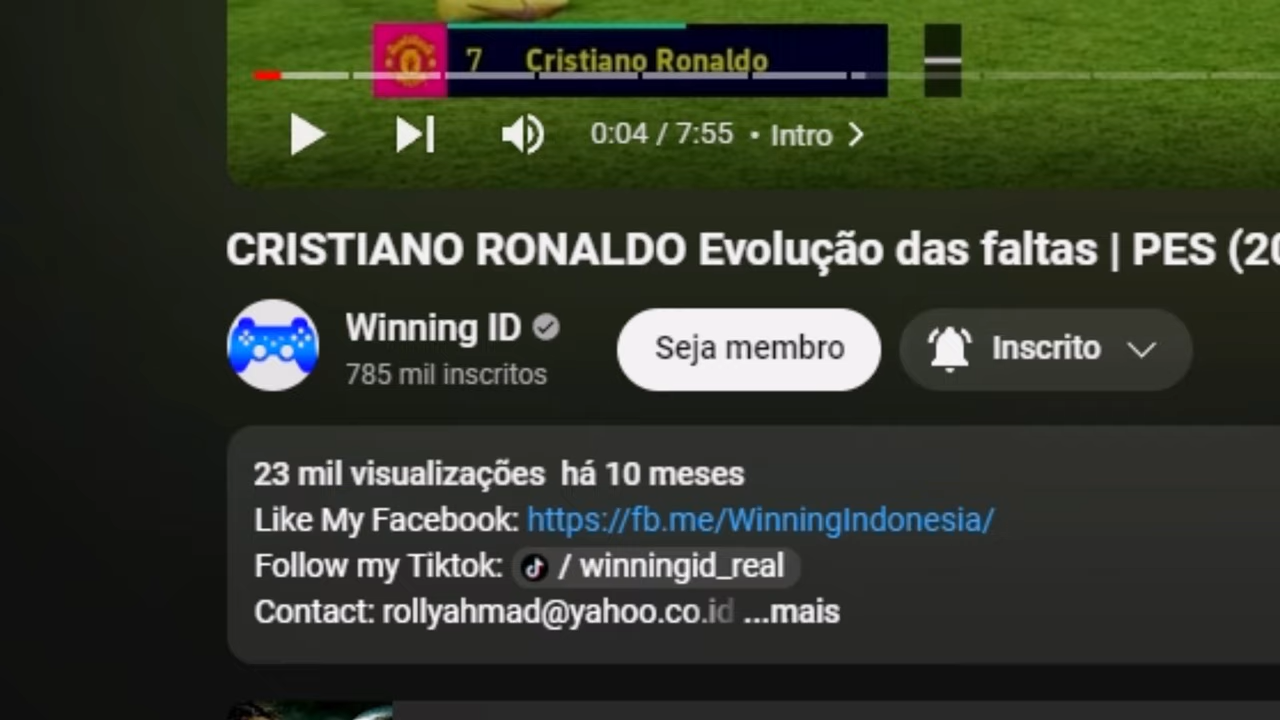 7 Cristiano Ronaldo
0:04 / 7:55 • Intro
CRISTIANO RONALDO Evolução das faltas | PES (20
Winning ID
785 mil inscritos
Seja membro
Inscrito
23 mil visualizações há 10 meses
Like My Facebook: https://fb.me/WinningIndonesia/
Follow my Tiktok: / winningid_real
Contact: rollyahmad@yahoo.co.id ...mais